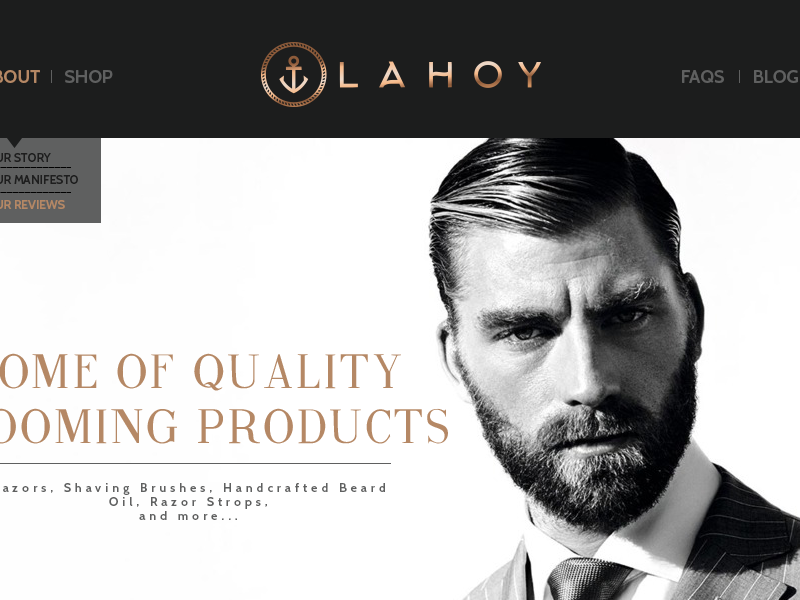 BOUT | SHOP
LAHOY
FAQS | BLOG
UR STORY
UR MANIFESTO
UR REVIEWS
OME OF QUALITY
OOMING PRODUCTS
azors, Shaving Brushes, Handcrafted Beard
Oil, Razor Strops,
and more...